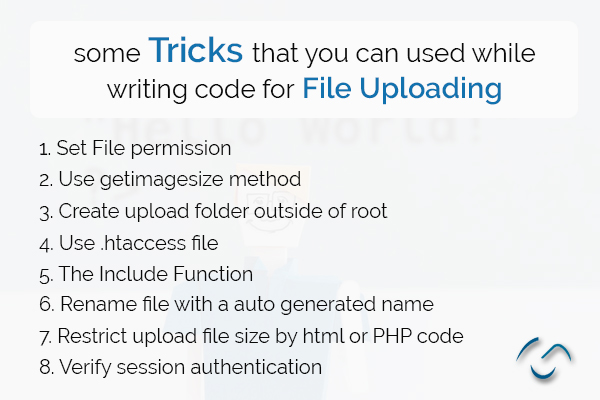 some Tricks that you can used while
writing code for File Uploading
"Hello World!
1. Set File permission
2. Use getimagesize method
3. Create upload folder outside of root
4. Use .htaccess file
5. The Include Function
6. Rename file with a auto generated name
7. Restrict upload file size by html or PHP code
8. Verify session authentication